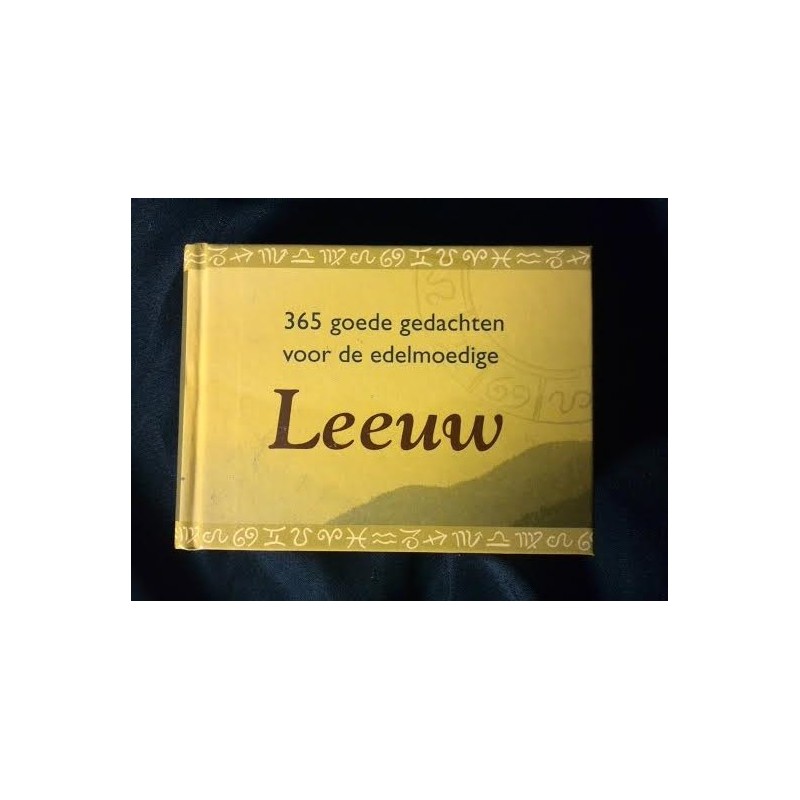 365 goede gedachten
voor de edelmoedige
Leeuw